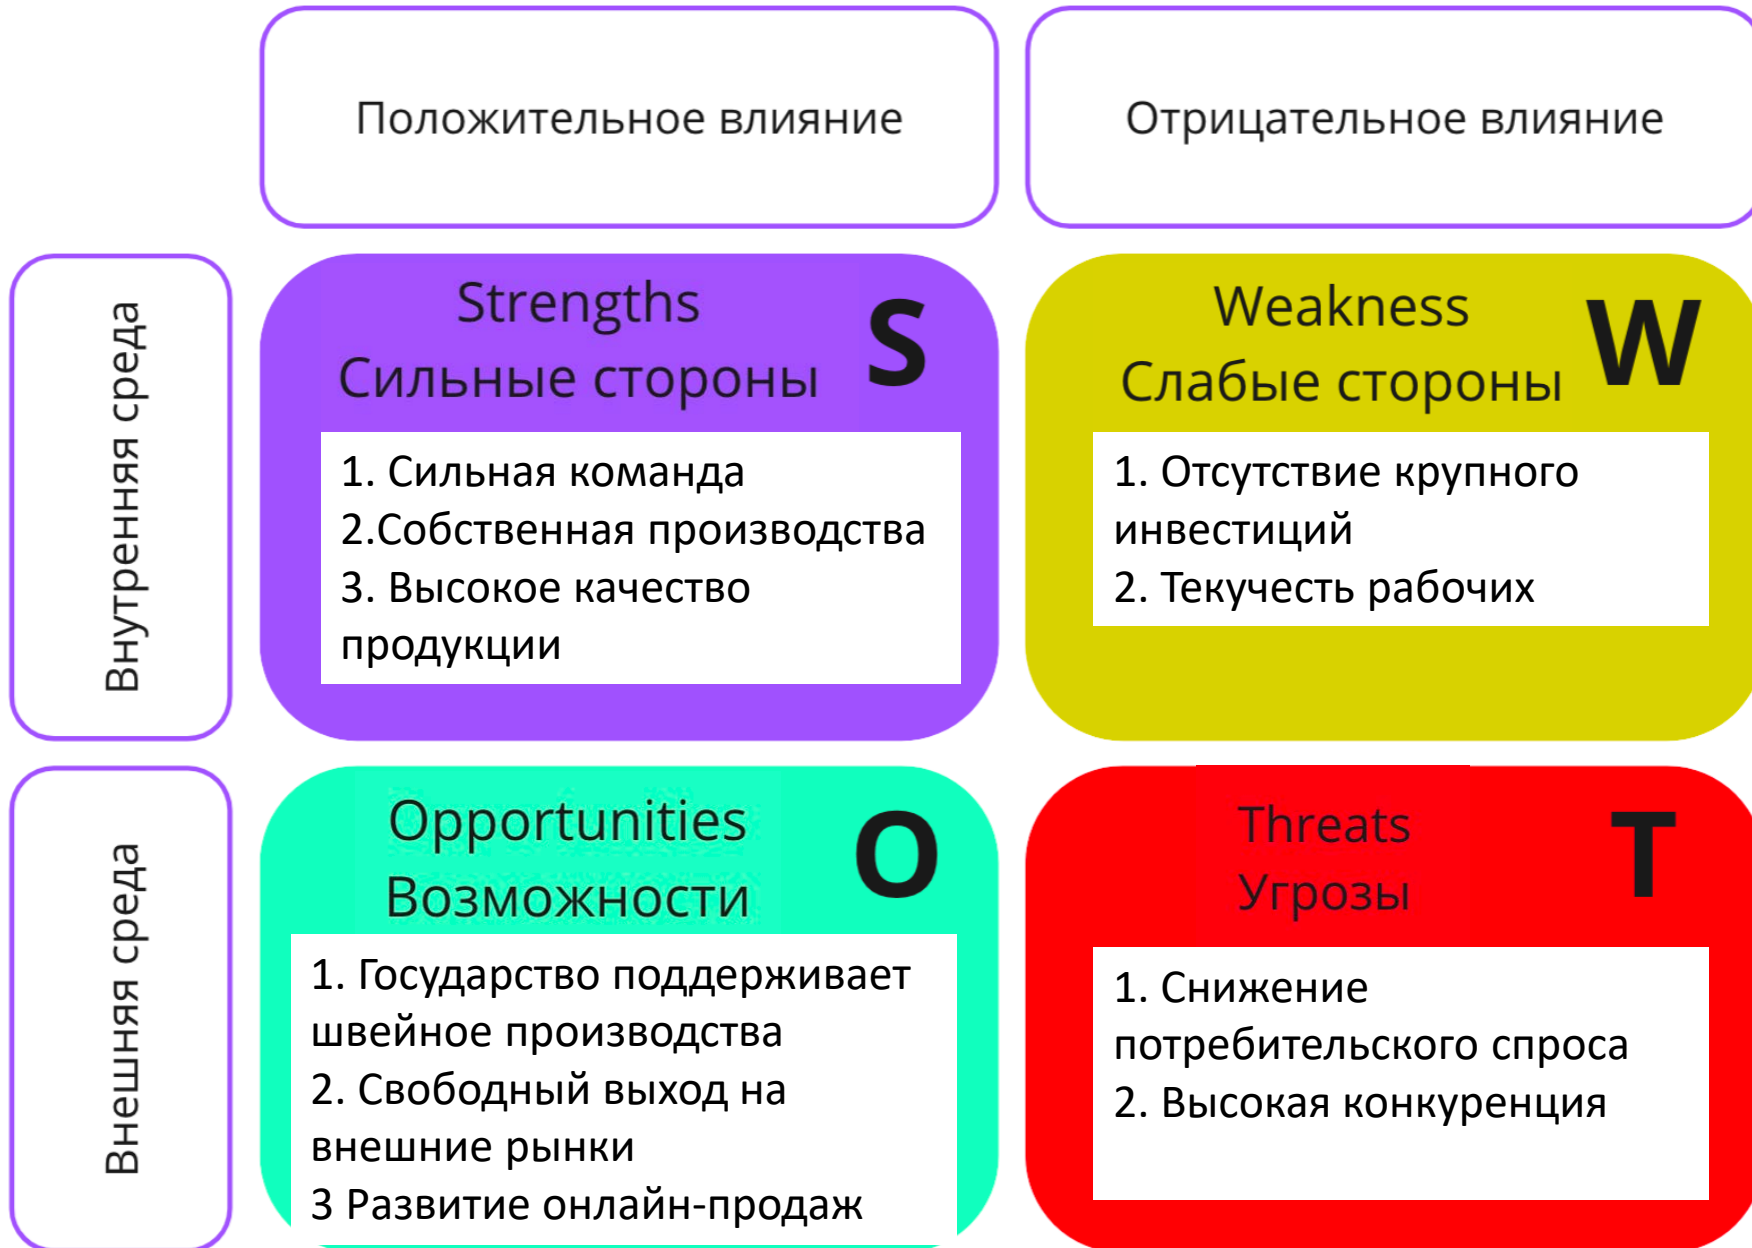 Положительное влияние
Отрицательное влияние
Внутренняя среда
Strengths
Сильные стороны
S
1. Сильная команда
2.Собственная производства
3. Высокое качество
продукции
Weakness
Слабые стороны
W
1. Отсутствие крупного
инвестиций
2. Текучесть рабочих
Внешняя среда
Opportunities
Возможности
O
1. Государство поддерживает
швейное производства
2. Свободный выход на
внешние рынки
3 Развитие онлайн-продаж
Threats
Угрозы
T
1. Снижение
потребительского спроса
2. Высокая конкуренция